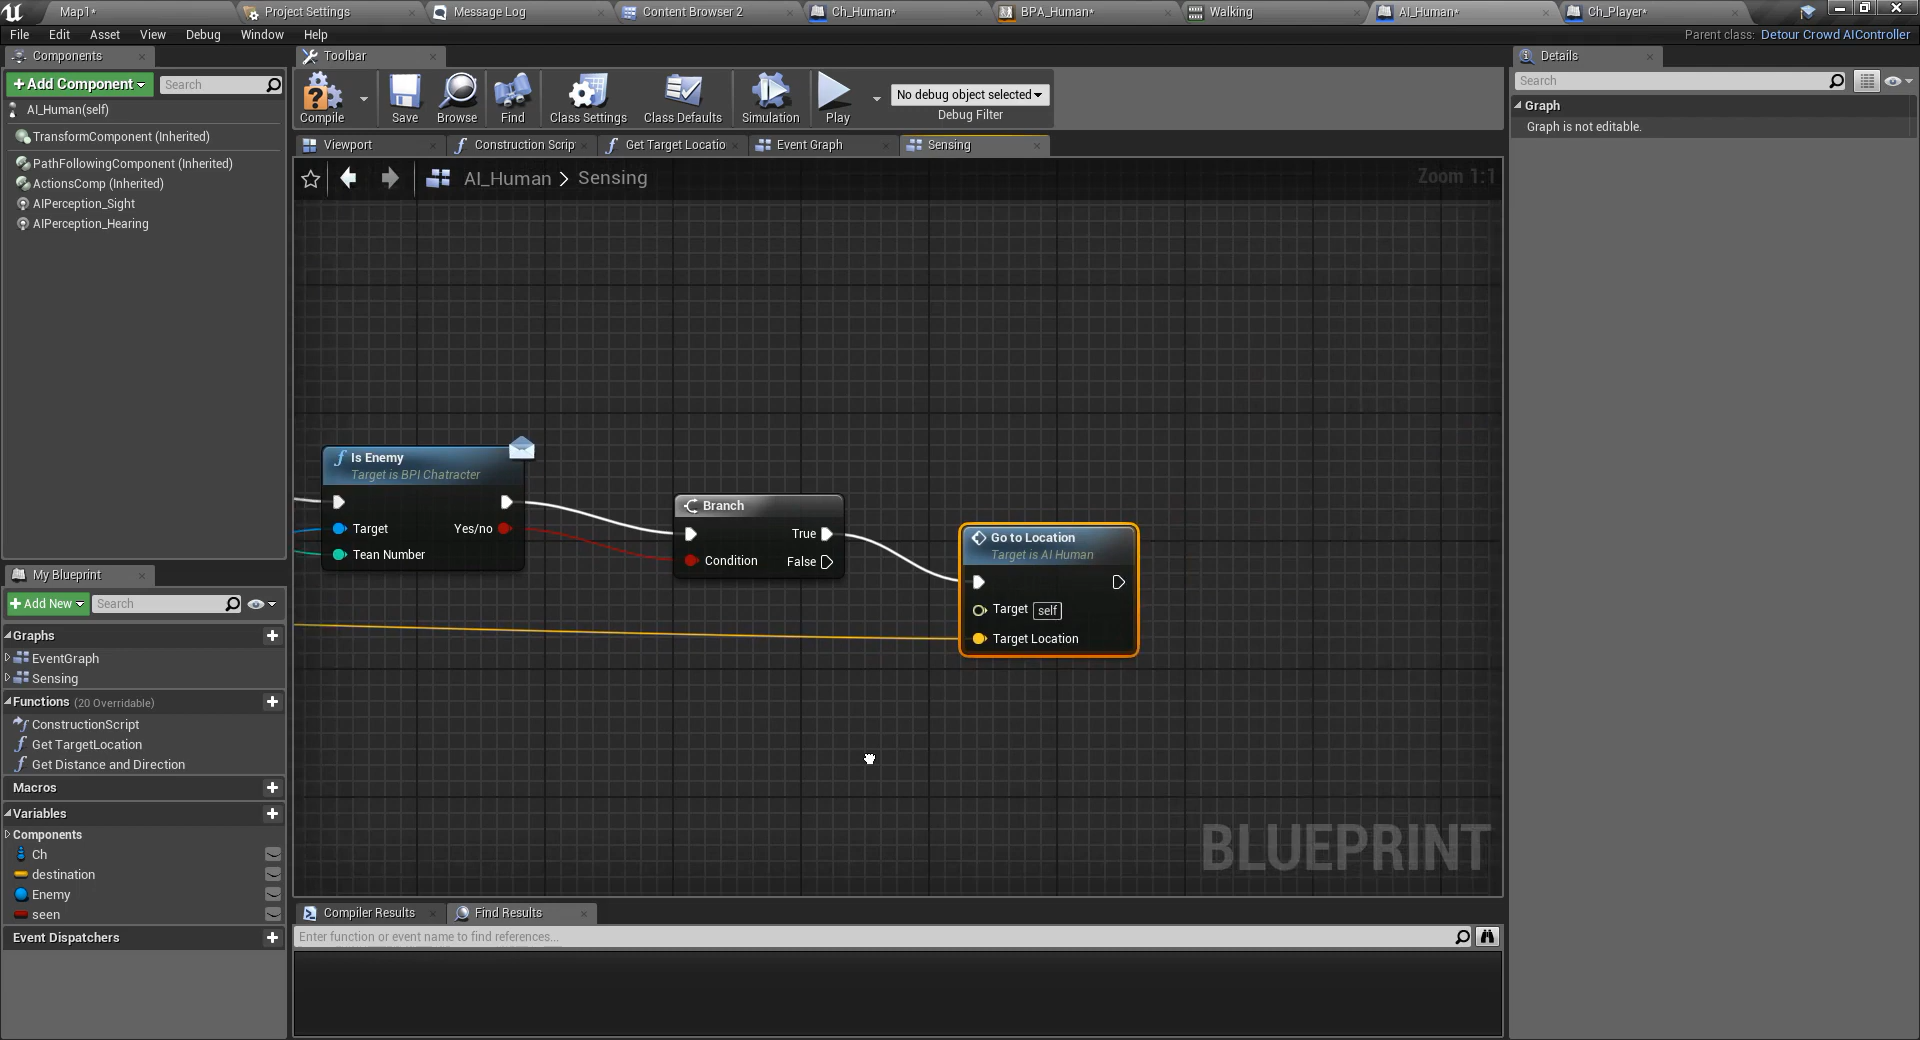 Map1*
Project Settings
Message Log
Content Browser 2
Ch_Human*
BPA_Human*
Walking
AI_Human*
Ch_Player*
File Edit Asset View Debug Window Help
Parent class: Detour Crowd AIController
Components
Toolbar
Details
+Add Component
Search
Search
AI_Human(self)
TransformComponent (Inherited)
PathFollowingComponent (Inherited)
ActionsComp (Inherited)
AIPerception_Sight
AIPerception_Hearing
Compile
Save
Browse
Find
Class Settings
Class Defaults
Simulation
Play
No debug object selected
Debug Filter
Graph
Graph is not editable.
Viewport
Construction Scrip
Get Target Locatio
Event Graph
Sensing
AI_Human > Sensing
Zoom 1:1
Is Enemy
Target is BPI Chatracter
Target
Yes/no
Tean Number
Branch
True
Condition
False
Go to Location
Target is AI Human
Target self
Target Location
BLUEPRINT
My Blueprint
+Add New
Search
Graphs
EventGraph
Sensing
Functions (20 Overridable)
ConstructionScript
Get TargetLocation
Get Distance and Direction
Macros
Variables
Components
Ch
destination
Enemy
seen
Event Dispatchers
Compiler Results
Find Results
Enter function or event name to find references...